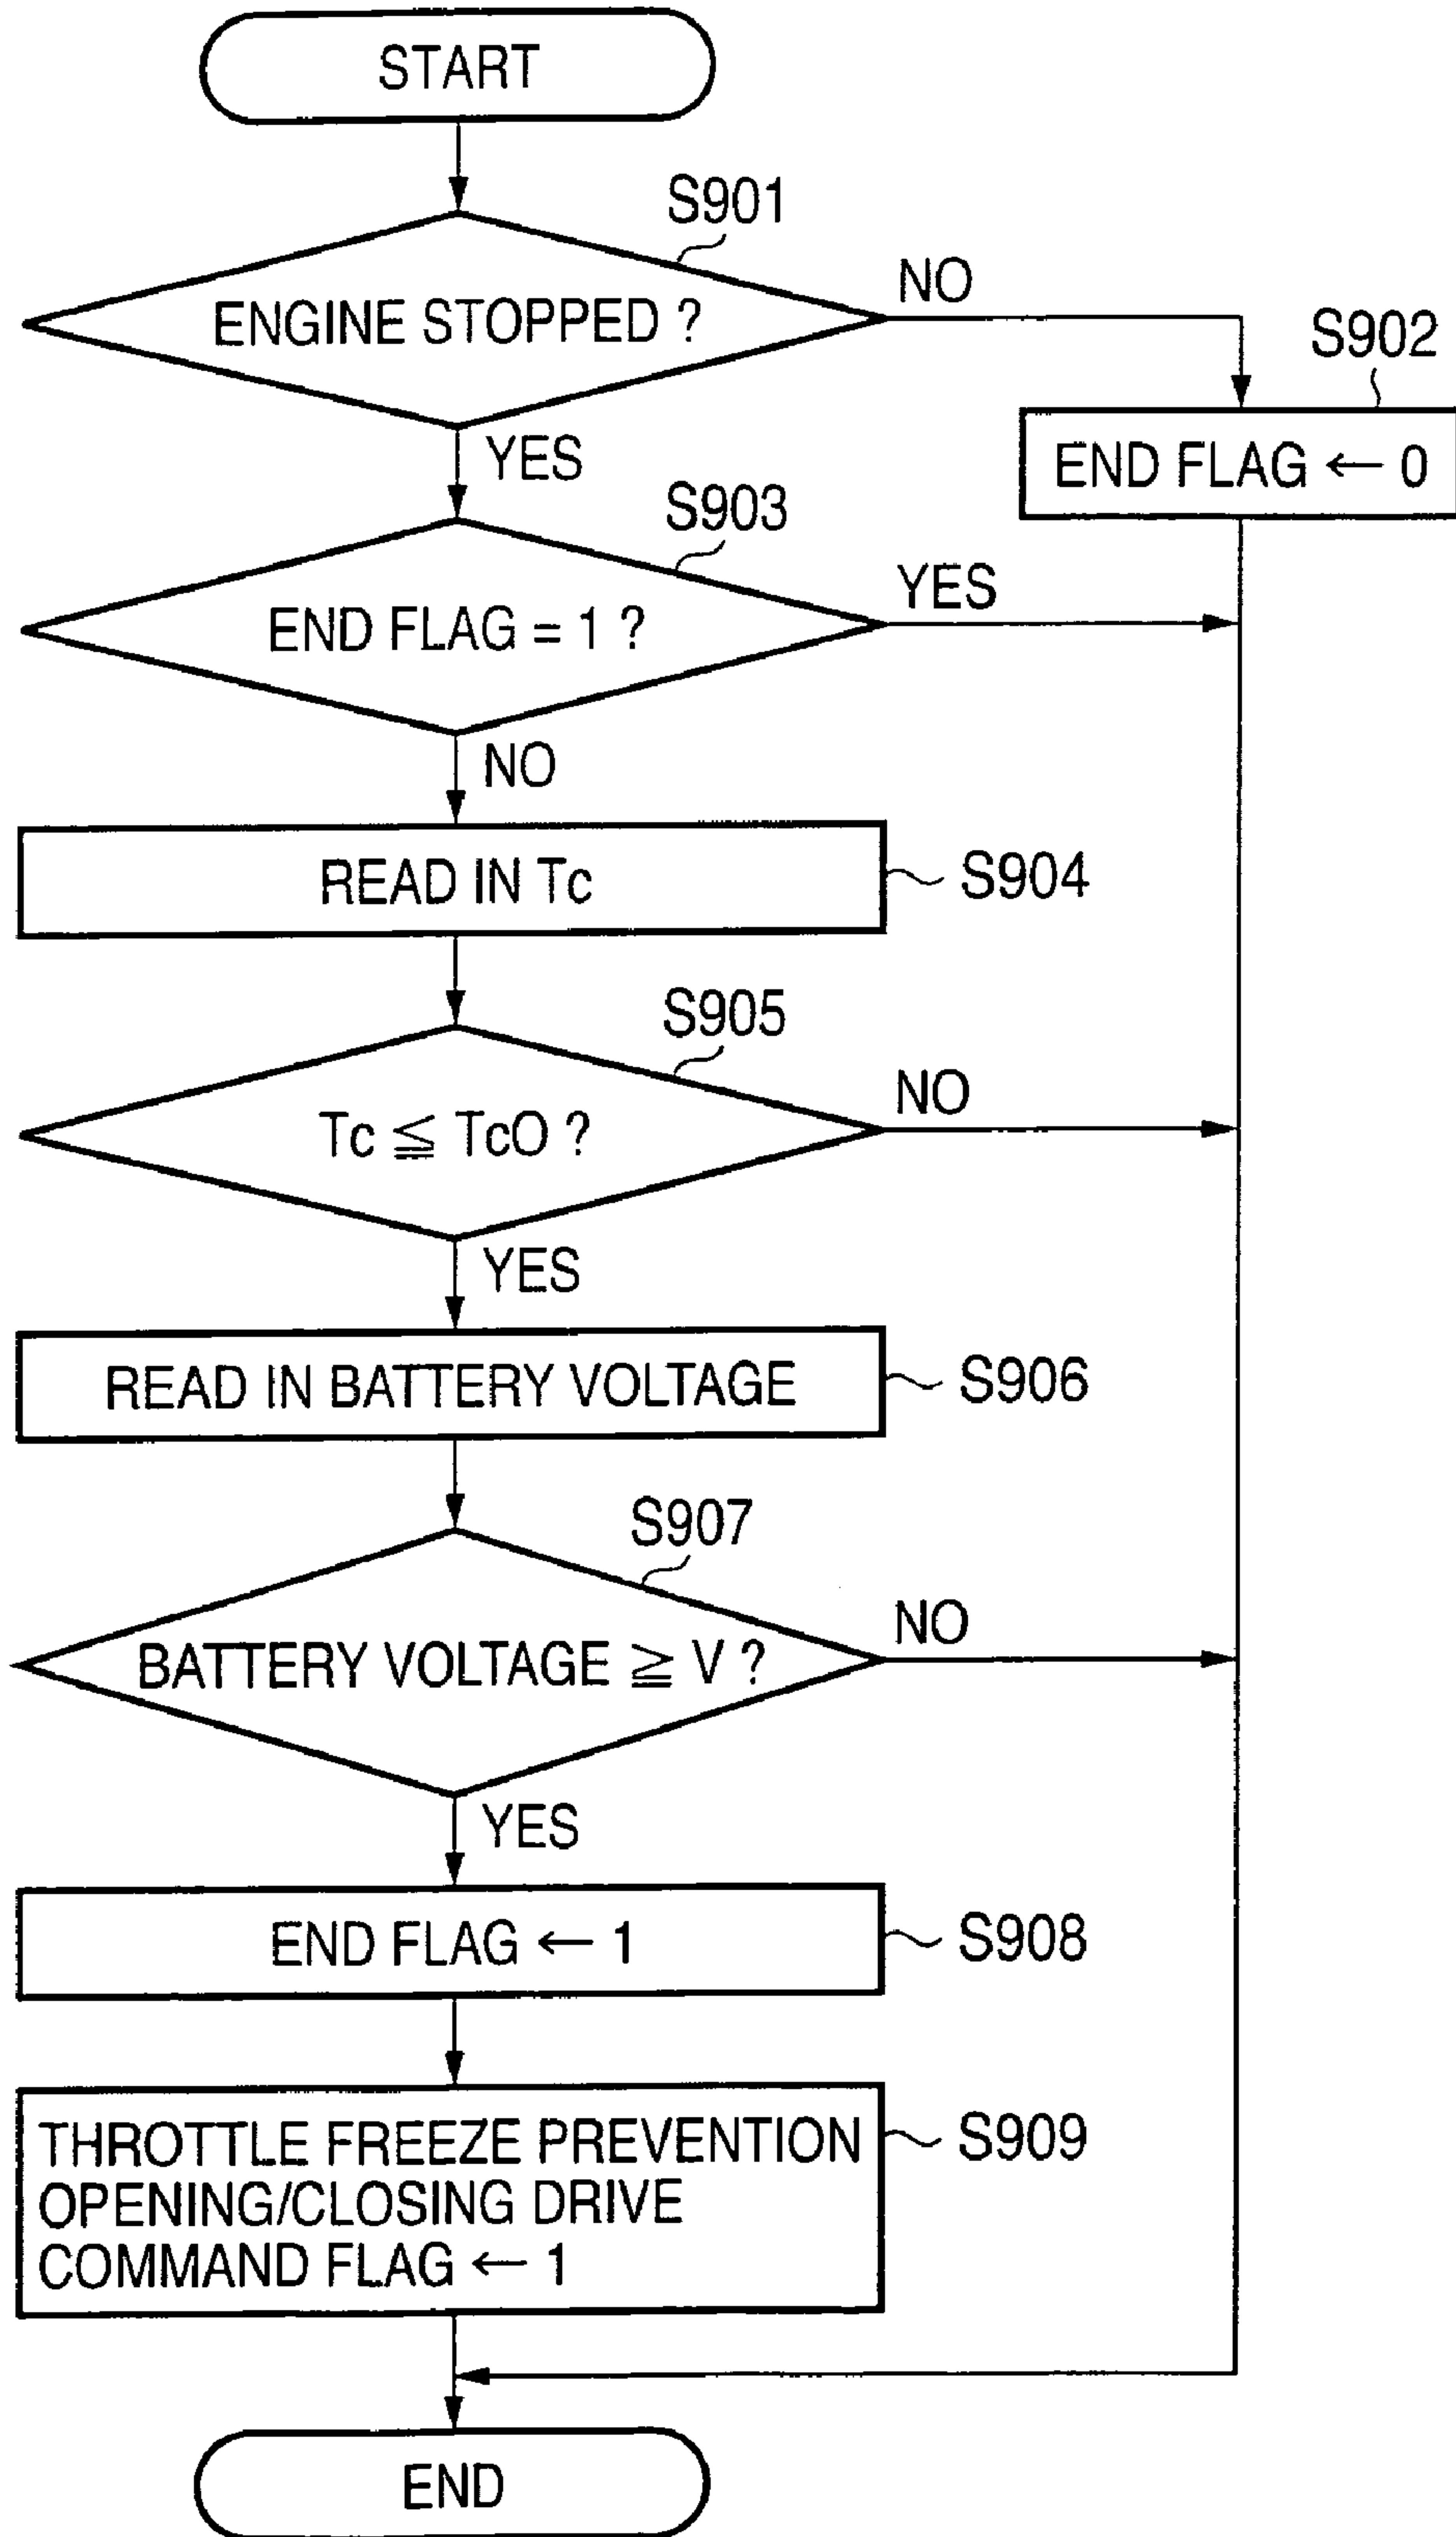 START
S901
ENGINE STOPPED ?
NO
S902
END FLAG ← 0
YES
S903
END FLAG = 1 ?
YES
NO
READ IN Tc
S904
S905
Tc ≦ TcO ?
NO
YES
READ IN BATTERY VOLTAGE
S906
S907
BATTERY VOLTAGE ≧ V ?
NO
YES
END FLAG ← 1
S908
THROTTLE FREEZE PREVENTION
OPENING/CLOSING DRIVE
COMMAND FLAG ← 1
S909
END